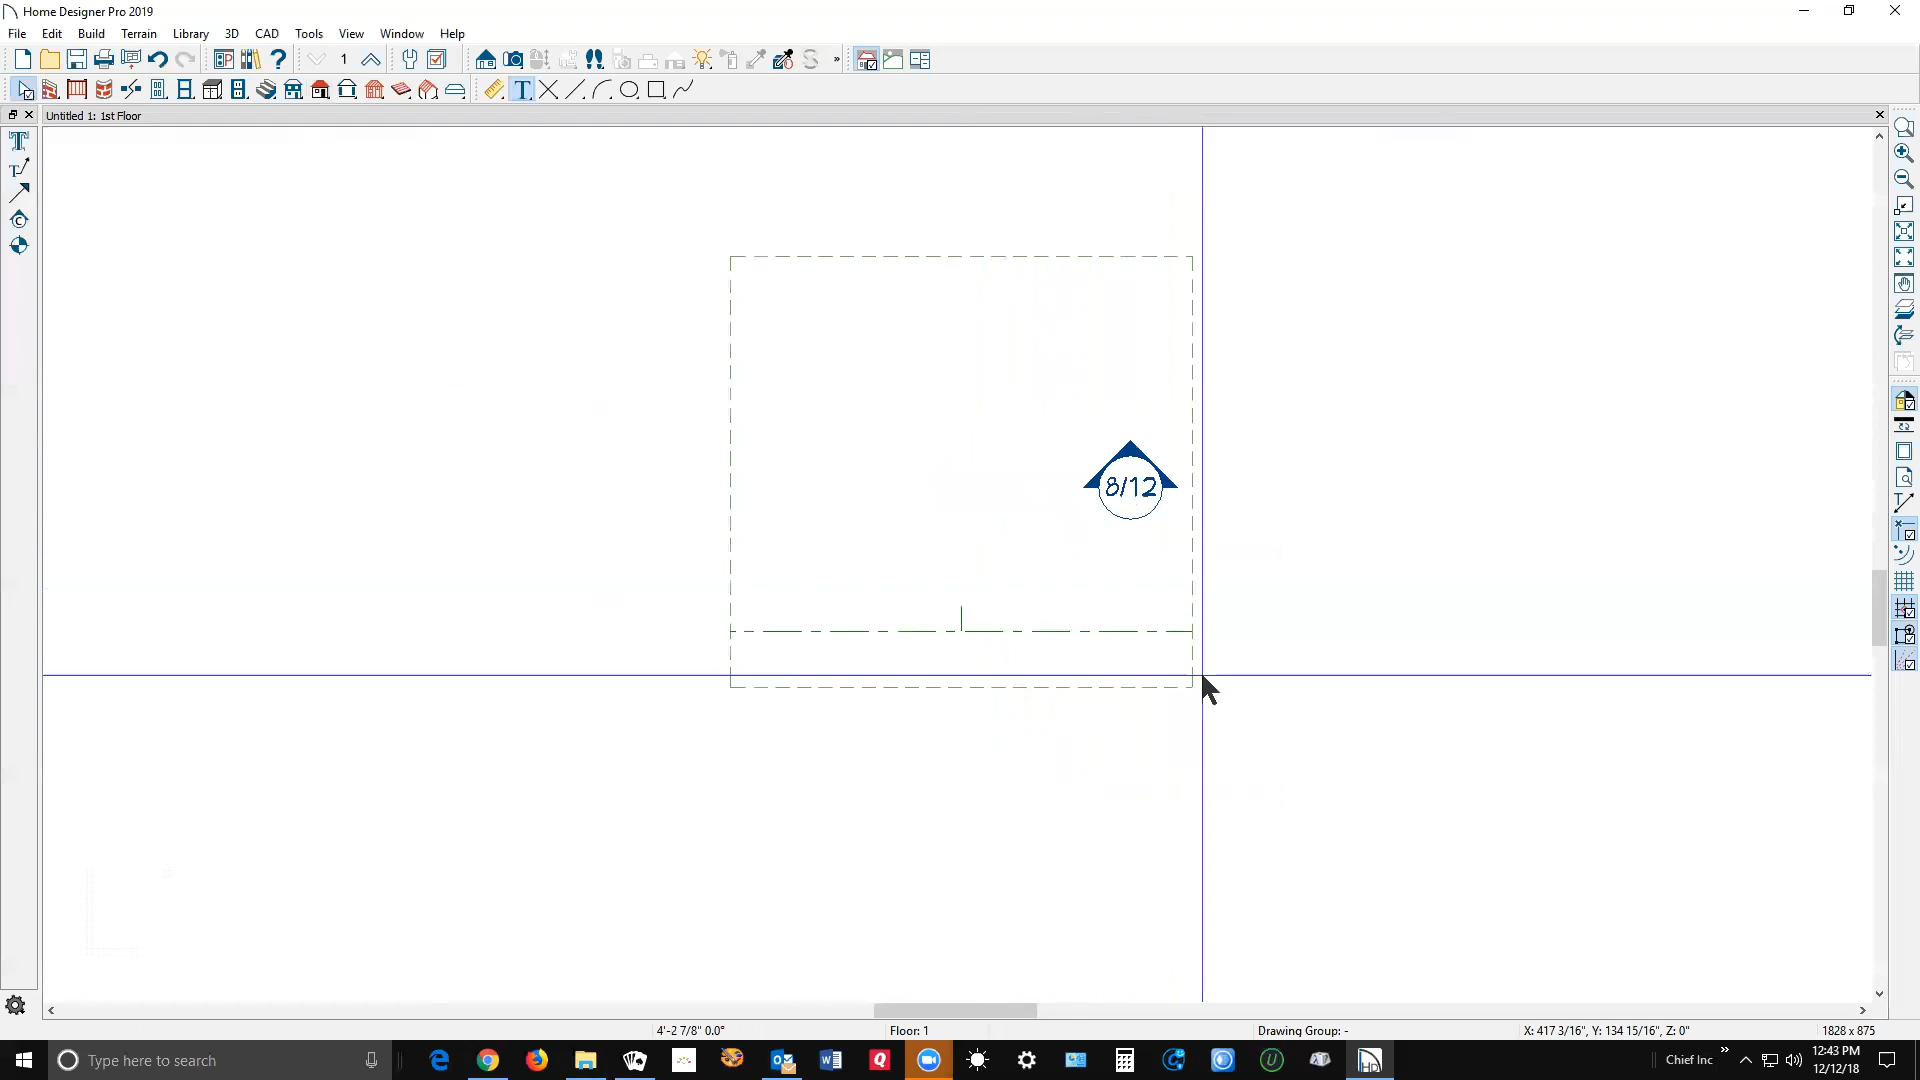 Home Designer Pro 2019
File Edit Build Terrain Library 3D CAD Tools View Window Help
1
Untitled 1: 1st Floor
8/12
4'-2 7/8" 0.0°
Floor: 1
Drawing Group: -
X: 417 3/16", Y: 134 15/16", Z: 0"
1828 x 875
Type here to search
Chief Inc
12:43 PM
12/12/18